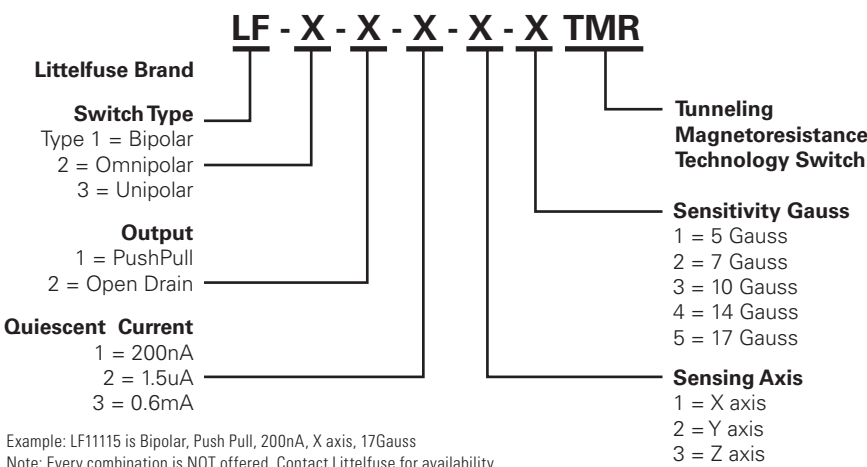 LF - X - X - X - X - X TMR
Littelfuse Brand
Switch Type
Type 1 = Bipolar
2 = Omnipolar
3 = Unipolar
Output
1 = PushPull
2 = Open Drain
Quiescent Current
1 = 200nA
2 = 1.5uA
3 = 0.6mA
Tunneling
Magnetoresistance
Technology Switch
Sensitivity Gauss
1 = 5 Gauss
2 = 7 Gauss
3 = 10 Gauss
4 = 14 Gauss
5 = 17 Gauss
Sensing Axis
1 = X axis
2 = Y axis
3 = Z axis
Example: LF11115 is Bipolar, Push Pull, 200nA, X axis, 17Gauss
Note: Every combination is NOT offered. Contact Littelfuse for availability